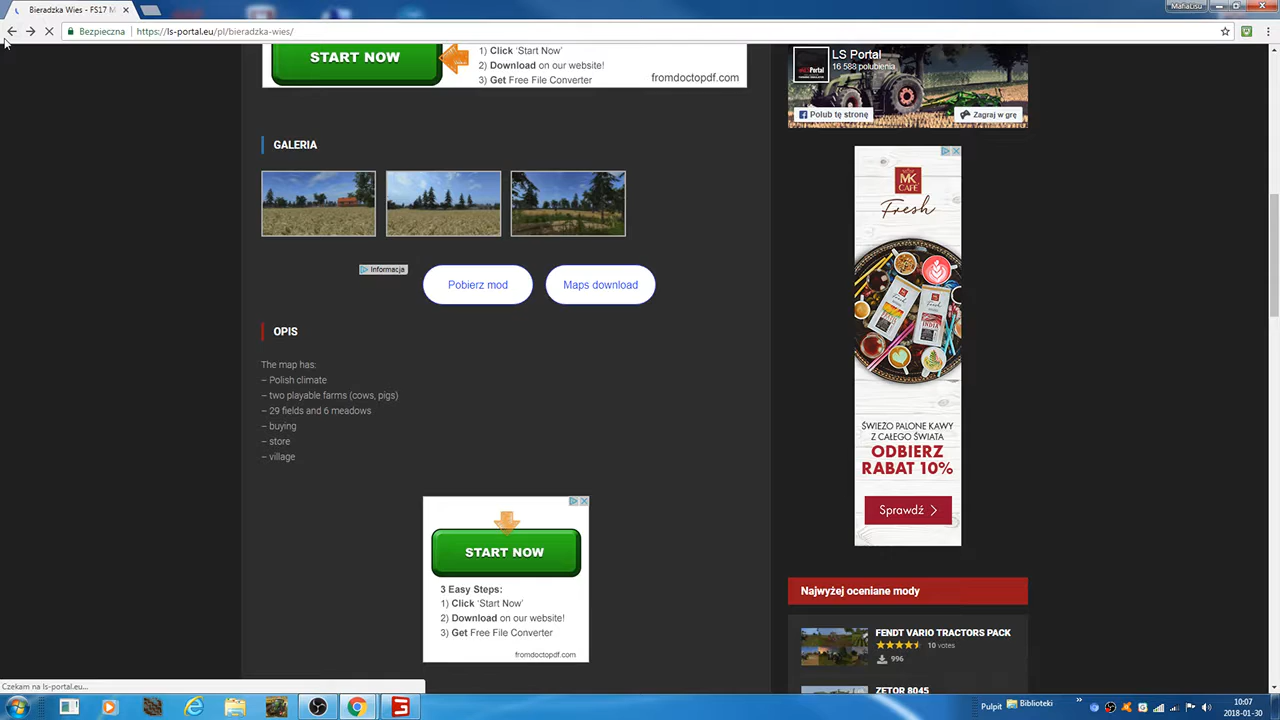 Bieradzka Wies - FS17 M
MafiaLisu
Bezpieczna
https://ls-portal.eu/pl/bieradzka-wies/
START NOW
1) Click 'Start Now'
2) Download on our website!
3) Get Free File Converter
fromdoctopdf.com
LS Portal
16 588 polubienia
Polub tę stronę
Zagraj w grę
GALERIA
Informacja
Pobierz mod
Maps download
OPIS
The map has:
– Polish climate
– two playable farms (cows, pigs)
– 29 fields and 6 meadows
– buying
– store
– village
START NOW
3 Easy Steps:
1) Click 'Start Now'
2) Download on our website!
3) Get Free File Converter
fromdoctopdf.com
MK
CAFÉ
Fresh
INDIA
ŚWIEŻO PALONE KAWY
Z CAŁEGO ŚWIATA
ODBIERZ
RABAT 10%
Sprawdź
Najwyżej oceniane mody
FENDT VARIO TRACTORS PACK
10 votes
996
ZETOR 8045
Czekam na ls-portal.eu...
Pulpit
Biblioteki
10:07
2018-01-30